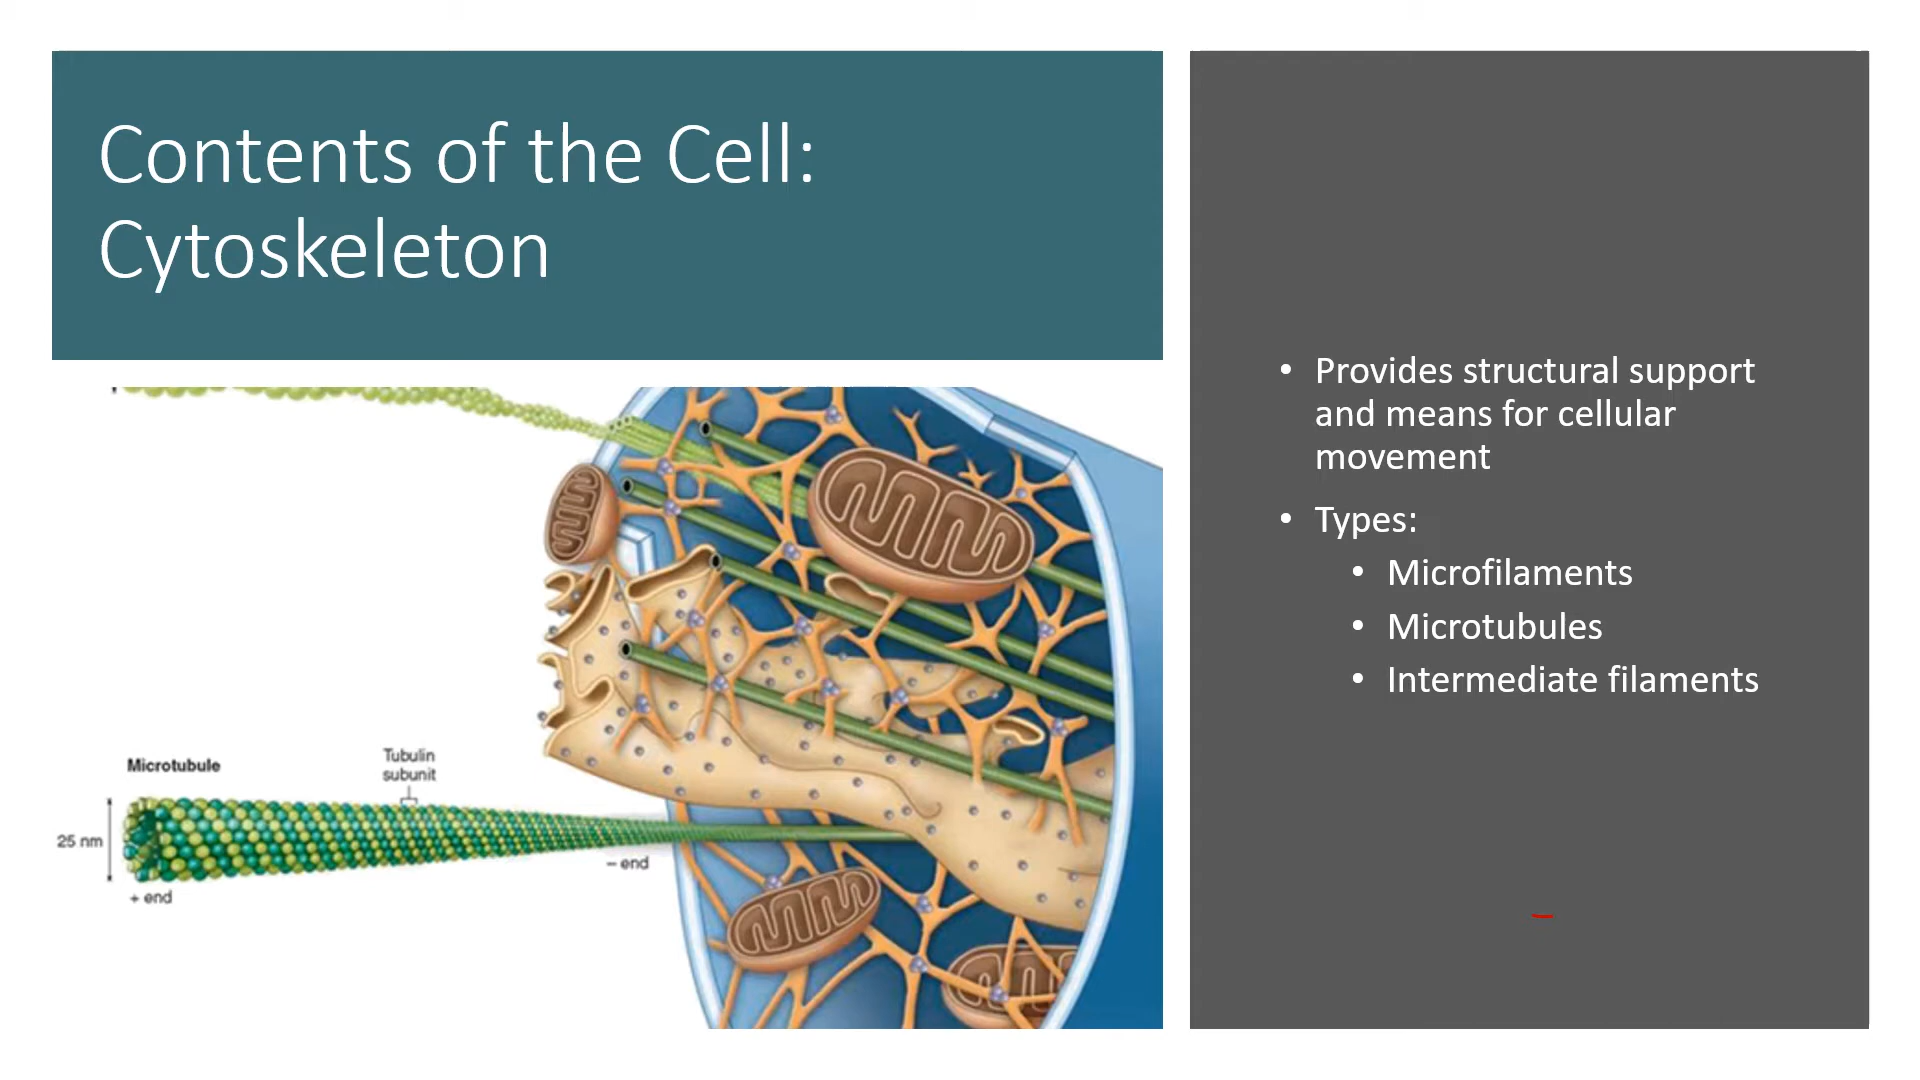 Contents of the Cell:
Cytoskeleton
Microtubule
Tubulin
subunit
25 nm
– end
+ end
• Provides structural support
and means for cellular
movement
• Types:
• Microfilaments
• Microtubules
• Intermediate filaments